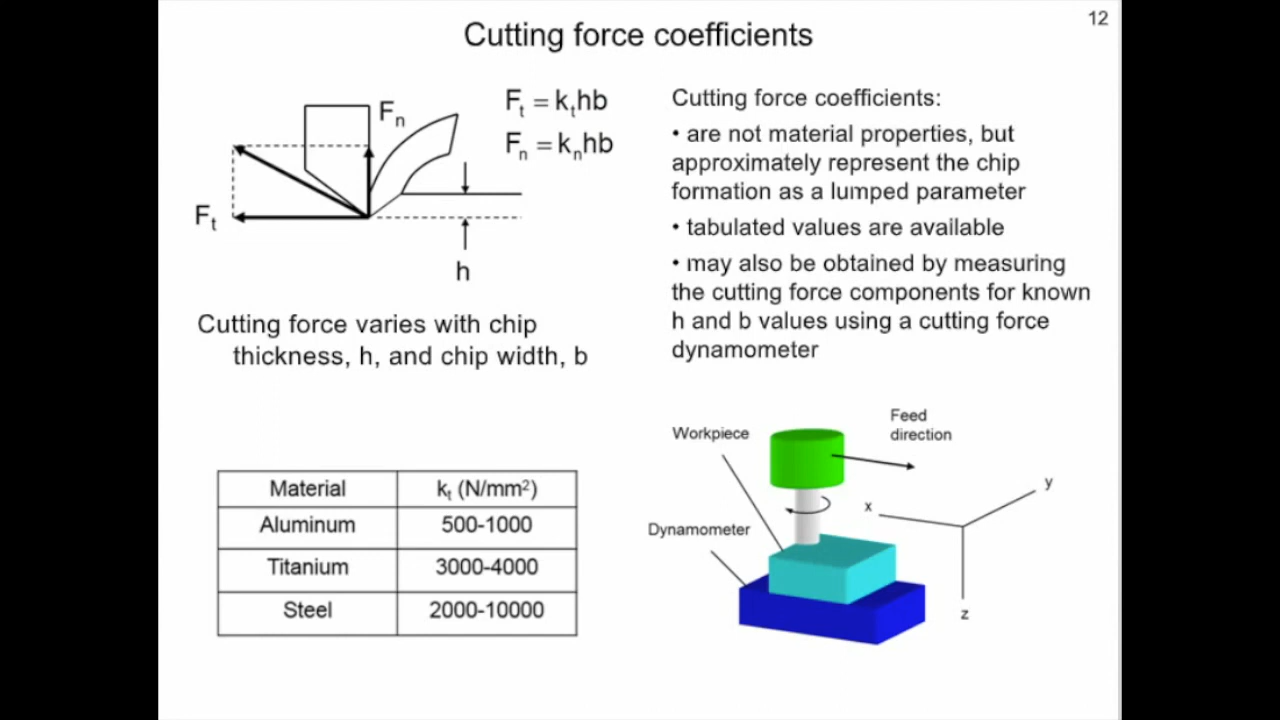 12
Cutting force coefficients
Fₙ
Fₜ = kₜhb
Fₙ = kₙhb
Fₜ
h
Cutting force varies with chip
thickness, h, and chip width, b
Cutting force coefficients:
• are not material properties, but
approximately represent the chip
formation as a lumped parameter
• tabulated values are available
• may also be obtained by measuring
the cutting force components for known
h and b values using a cutting force
dynamometer
Material kₜ (N/mm²)
Aluminum 500-1000
Titanium 3000-4000
Steel 2000-10000
Workpiece
Feed
direction
Dynamometer
x
y
z